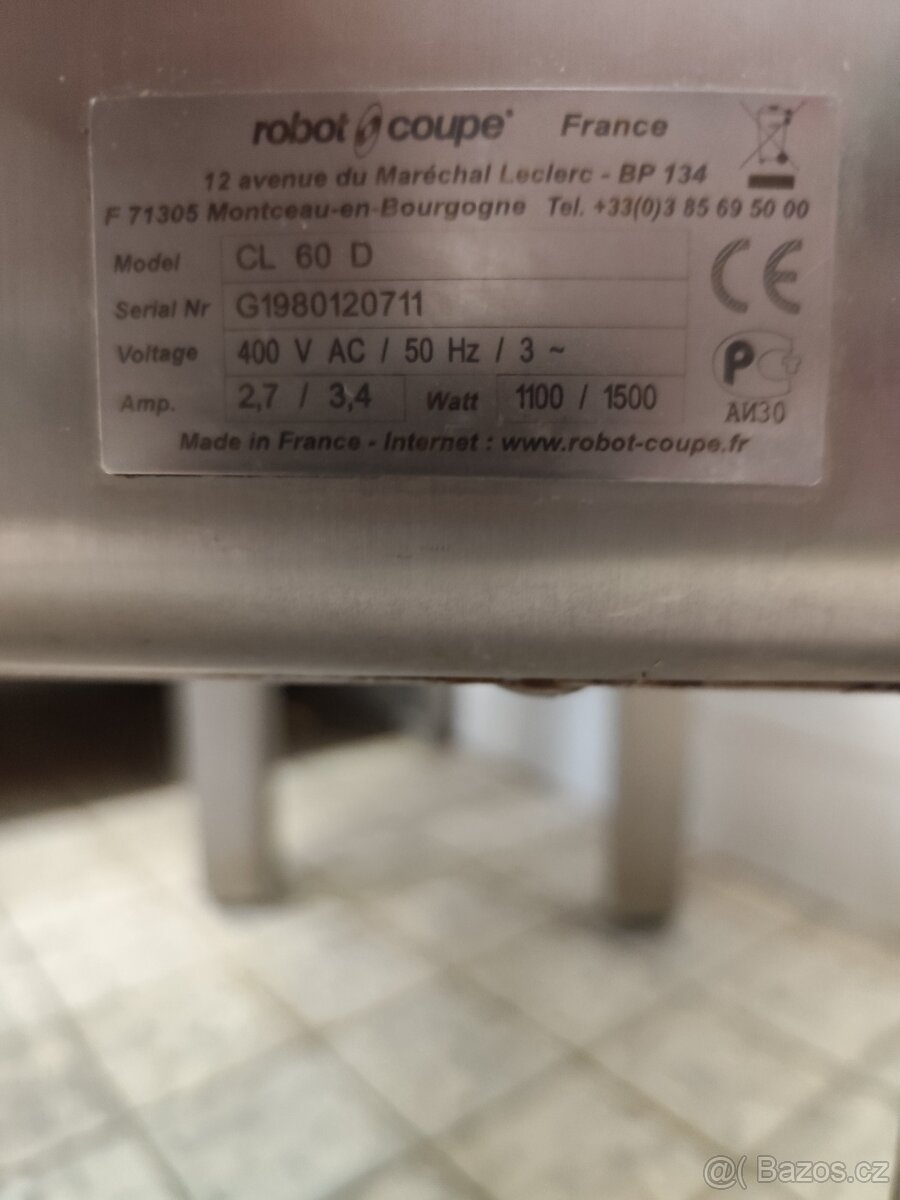 robot coupe® France
12 avenue du Maréchal Leclerc - BP 134
F 71305 Montceau-en-Bourgogne Tel. +33(0)3 85 69 50 00
Model CL 60 D
Serial Nr G1980120711
Voltage 400 V AC / 50 Hz / 3 ~
Amp. 2,7 / 3,4 Watt 1100 / 1500
CE
РС
АИ30
Made in France - Internet : www.robot-coupe.fr
@( Bazos.cz